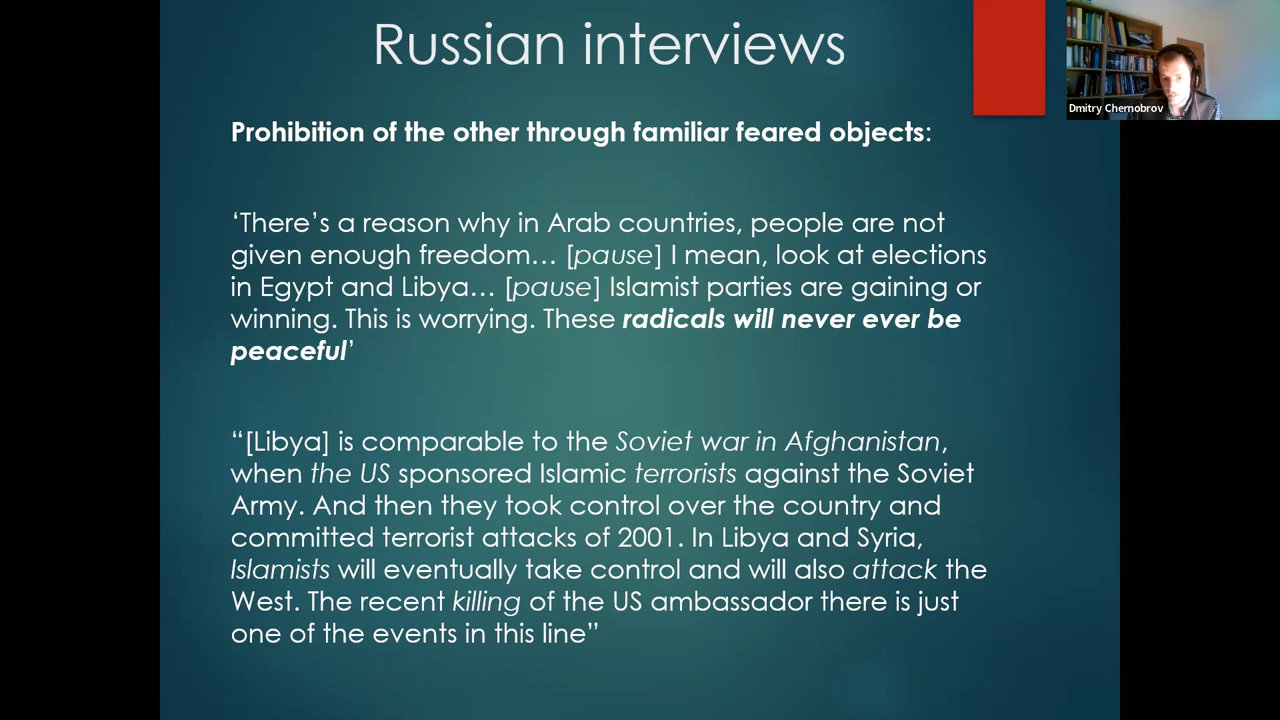 Russian interviews
Dmitry Chernobrov
Prohibition of the other through familiar feared objects:
‘There’s a reason why in Arab countries, people are not
given enough freedom… [pause] I mean, look at elections
in Egypt and Libya… [pause] Islamist parties are gaining or
winning. This is worrying. These radicals will never ever be
peaceful’
“[Libya] is comparable to the Soviet war in Afghanistan,
when the US sponsored Islamic terrorists against the Soviet
Army. And then they took control over the country and
committed terrorist attacks of 2001. In Libya and Syria,
Islamists will eventually take control and will also attack the
West. The recent killing of the US ambassador there is just
one of the events in this line”